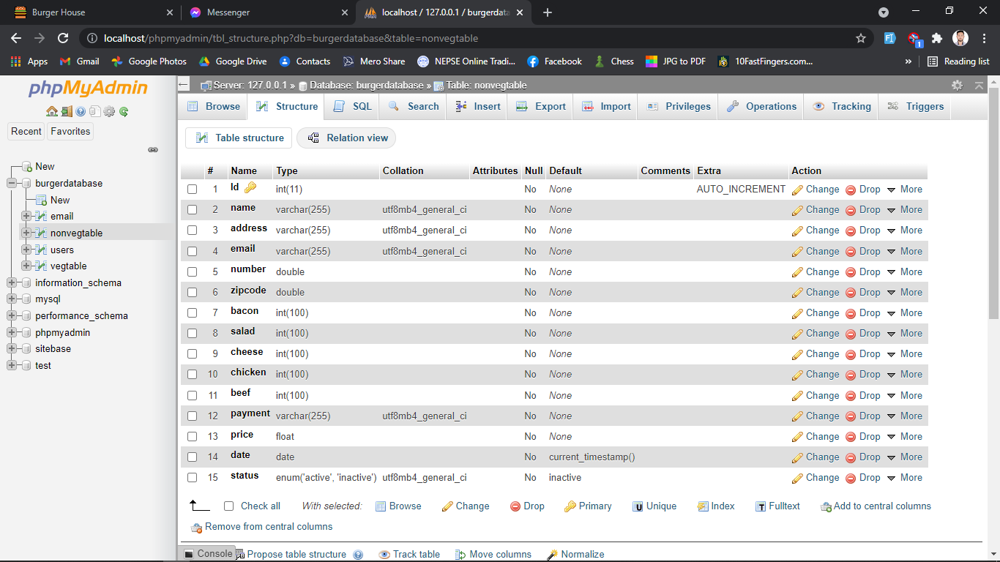 Burger House
Messenger
localhost / 127.0.0.1 / burgerdata
localhost/phpmyadmin/tbl_structure.php?db=burgerdatabase&table=nonvegtable
Apps Gmail Google Photos Google Drive Contacts Mero Share NEPSE Online Tradi... Facebook Chess JPG to PDF 10FastFingers.com... » Reading list
phpMyAdmin
Recent Favorites
New
burgerdatabase
New
email
nonvegtable
users
vegtable
information_schema
mysql
performance_schema
phpmyadmin
sitebase
test
Server: 127.0.0.1 » Database: burgerdatabase » Table: nonvegtable
Browse Structure SQL Search Insert Export Import Privileges Operations Tracking Triggers
Table structure Relation view
# Name Type Collation Attributes Null Default Comments Extra Action
1 Id int(11) No None AUTO_INCREMENT Change Drop More
2 name varchar(255) utf8mb4_general_ci No None Change Drop More
3 address varchar(255) utf8mb4_general_ci No None Change Drop More
4 email varchar(255) utf8mb4_general_ci No None Change Drop More
5 number double No None Change Drop More
6 zipcode double No None Change Drop More
7 bacon int(100) No None Change Drop More
8 salad int(100) No None Change Drop More
9 cheese int(100) No None Change Drop More
10 chicken int(100) No None Change Drop More
11 beef int(100) No None Change Drop More
12 payment varchar(255) utf8mb4_general_ci No None Change Drop More
13 price float No None Change Drop More
14 date date No current_timestamp() Change Drop More
15 status enum('active', 'inactive') utf8mb4_general_ci No inactive Change Drop More
Check all With selected: Browse Change Drop Primary Unique Index Fulltext Add to central columns
Remove from central columns
Console Propose table structure Track table Move columns Normalize